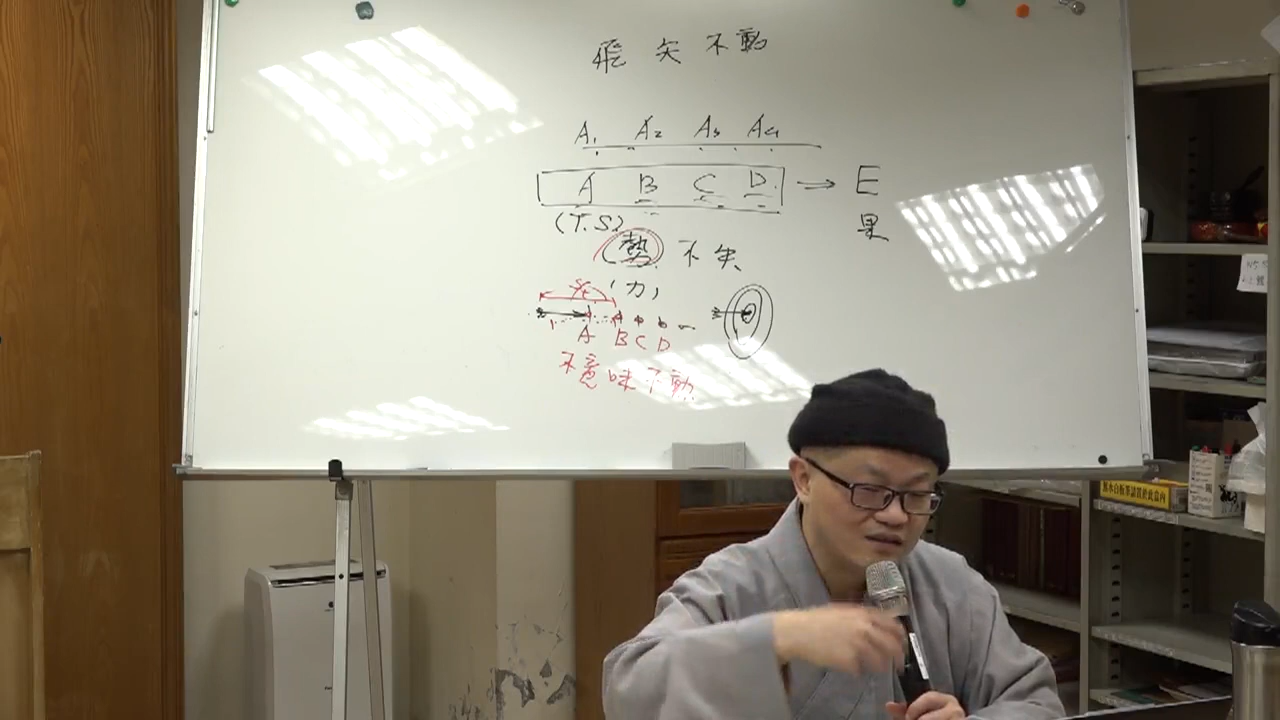 飛矢不動
A₁ A₂ A₃ A₄
A B C D → E
(T.S) 果
(勢) 不失
(力)
A B C D
不意味不動